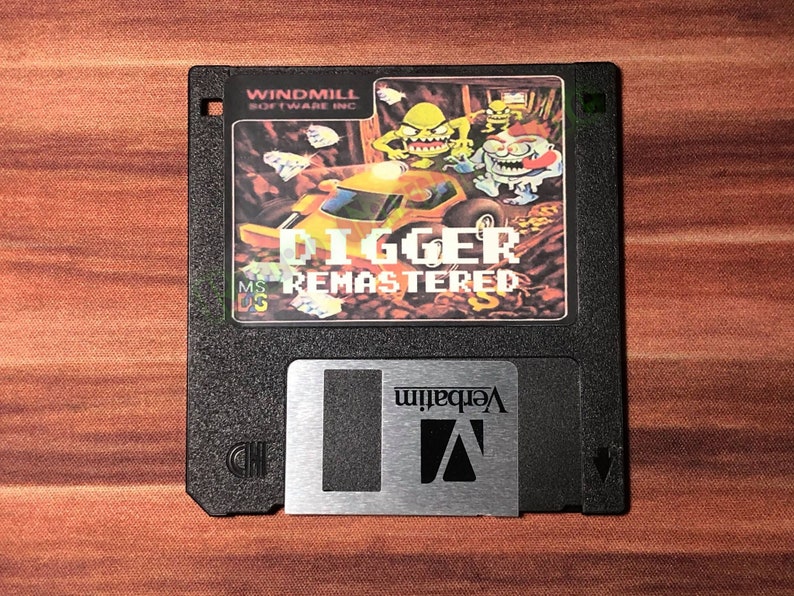 WINDMILL
SOFTWARE INC.
DIGGER
REMASTERED
MS
DOS
Verbatim
HD